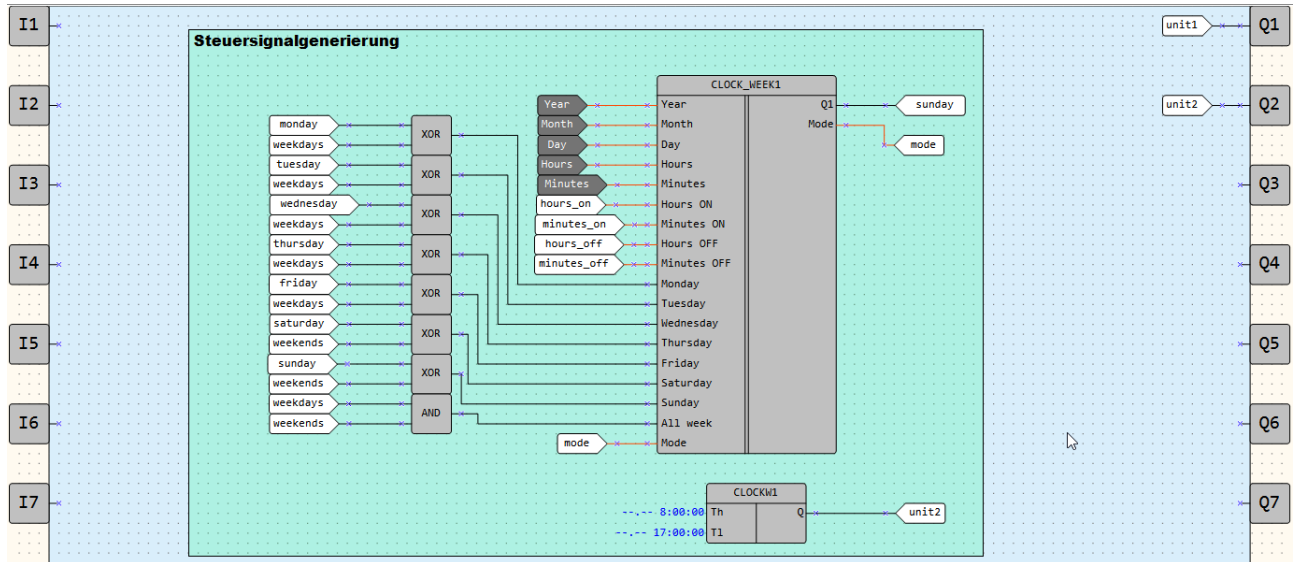 I1
I2
I3
I4
I5
I6
I7
Steuersignalgenerierung
monday
weekdays
XOR
tuesday
weekdays
XOR
wednesday
weekdays
XOR
thursday
weekdays
XOR
friday
weekdays
XOR
saturday
weekends
XOR
sunday
weekends
XOR
weekdays
weekends
AND
CLOCK_WEEK1
Year Year Q1 sunday
Month Month Mode mode
Day Day
Hours Hours
Minutes Minutes
hours_on Hours ON
minutes_on Minutes ON
hours_off Hours OFF
minutes_off Minutes OFF
Monday
Tuesday
Wednesday
Thursday
Friday
Saturday
Sunday
All week
mode Mode
CLOCKW1
--.-- 8:00:00 Th Q unit2
--.-- 17:00:00 T1
unit1 Q1
unit2 Q2
Q3
Q4
Q5
Q6
Q7